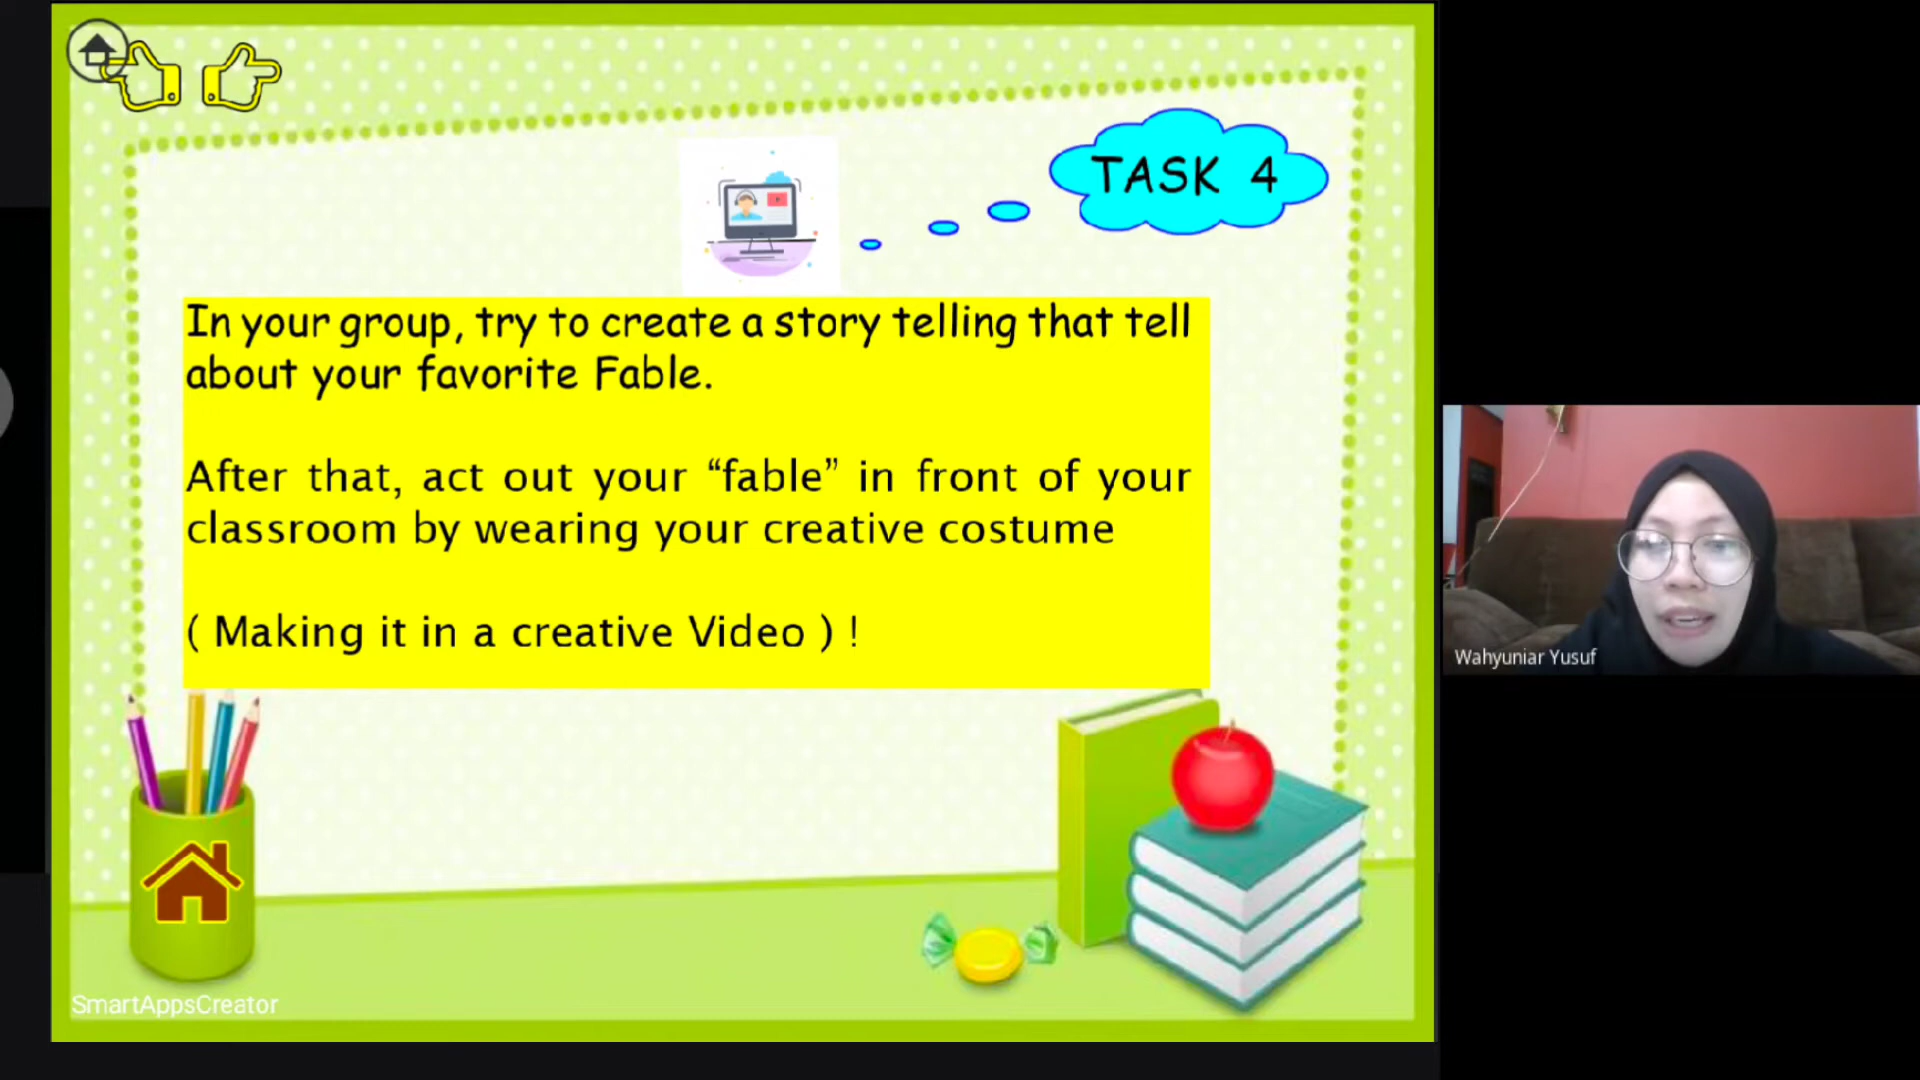 TASK 4
In your group, try to create a story telling that tell
about your favorite Fable.
After that, act out your “fable” in front of your
classroom by wearing your creative costume
( Making it in a creative Video ) !
Wahyuniar Yusuf
SmartAppsCreator